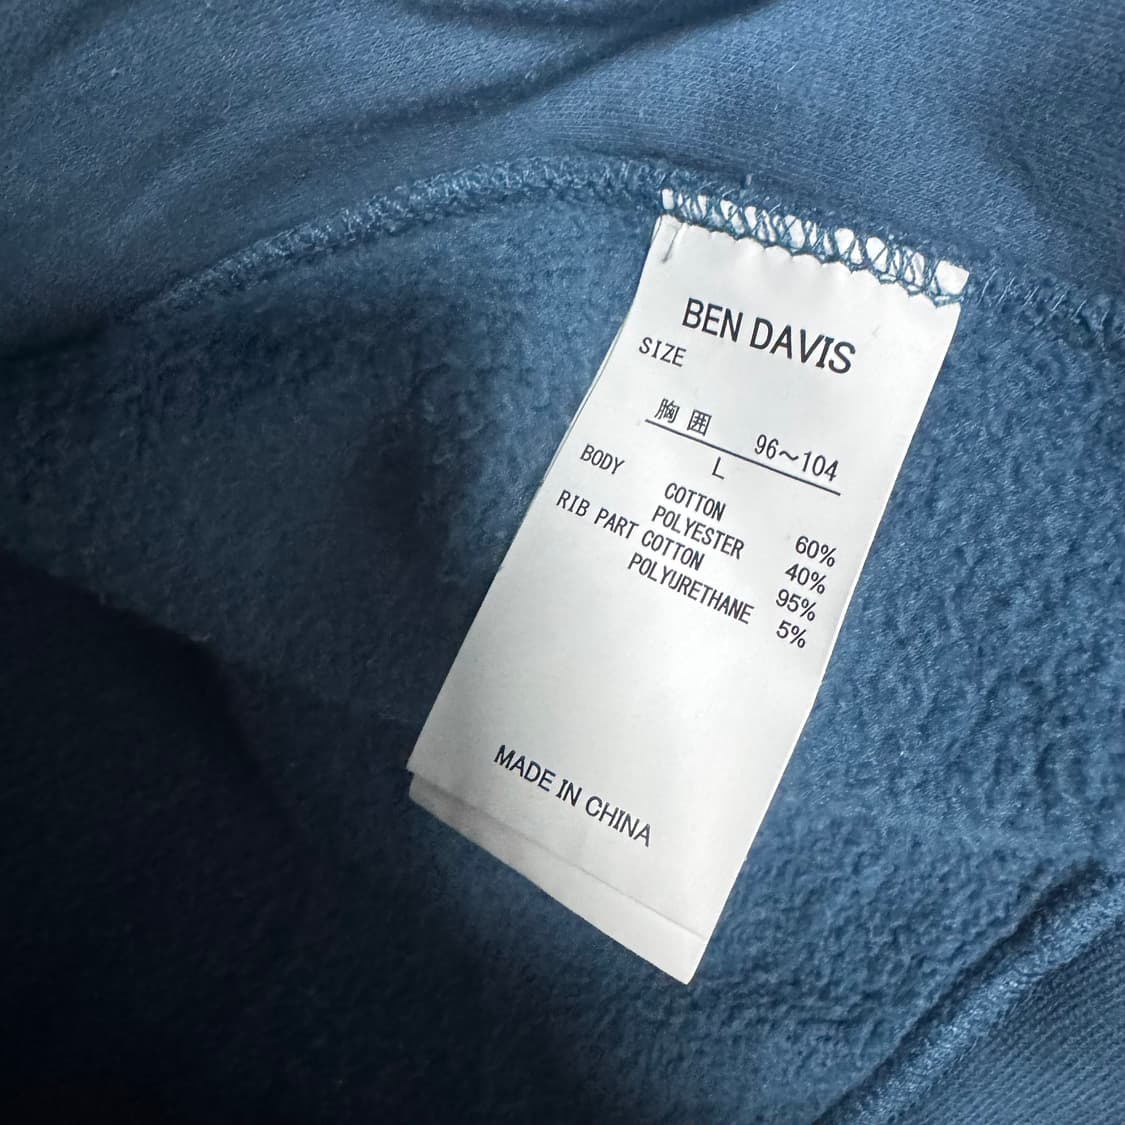 BEN DAVIS
SIZE
胸囲 96～104
L
BODY COTTON 60%
POLYESTER 40%
RIB PART COTTON 95%
POLYURETHANE 5%
MADE IN CHINA